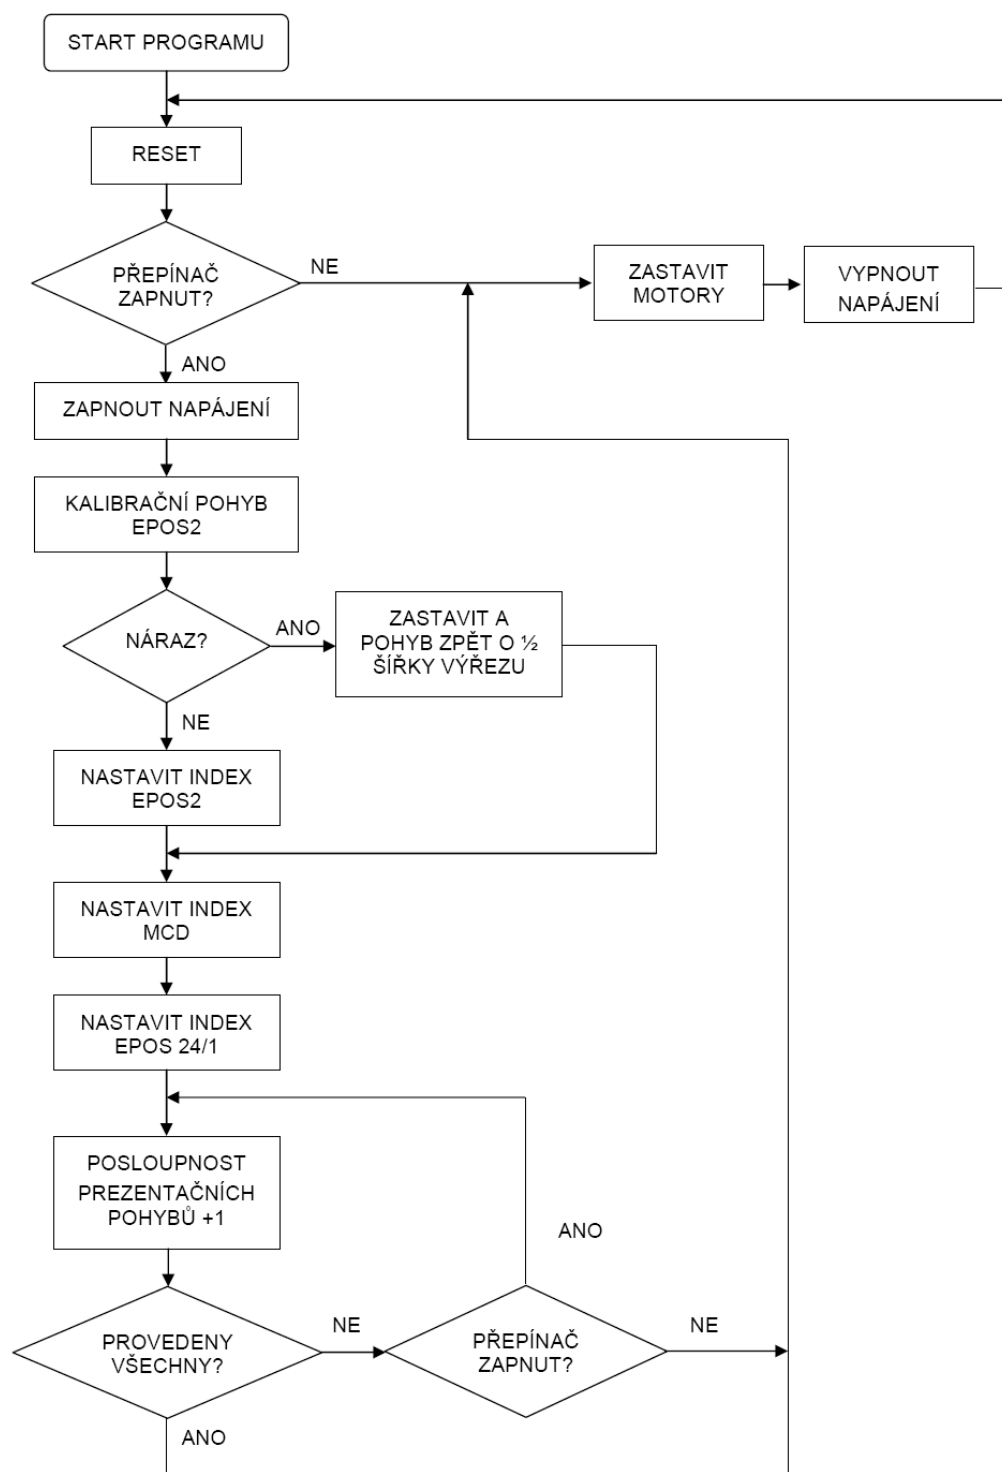 START PROGRAMU
RESET
PŘEPÍNAČ
ZAPNUT?
NE
ZASTAVIT
MOTORY
VYPNOUT
NAPÁJENÍ
ANO
ZAPNOUT NAPÁJENÍ
KALIBRAČNÍ POHYB
EPOS2
NÁRAZ?
ANO
ZASTAVIT A
POHYB ZPĚT O ½
ŠÍŘKY VÝŘEZU
NE
NASTAVIT INDEX
EPOS2
NASTAVIT INDEX
MCD
NASTAVIT INDEX
EPOS 24/1
POSLOUPNOST
PREZENTAČNÍCH
POHYBŮ +1
ANO
PROVEDENY
VŠECHNY?
NE
PŘEPÍNAČ
ZAPNUT?
NE
ANO